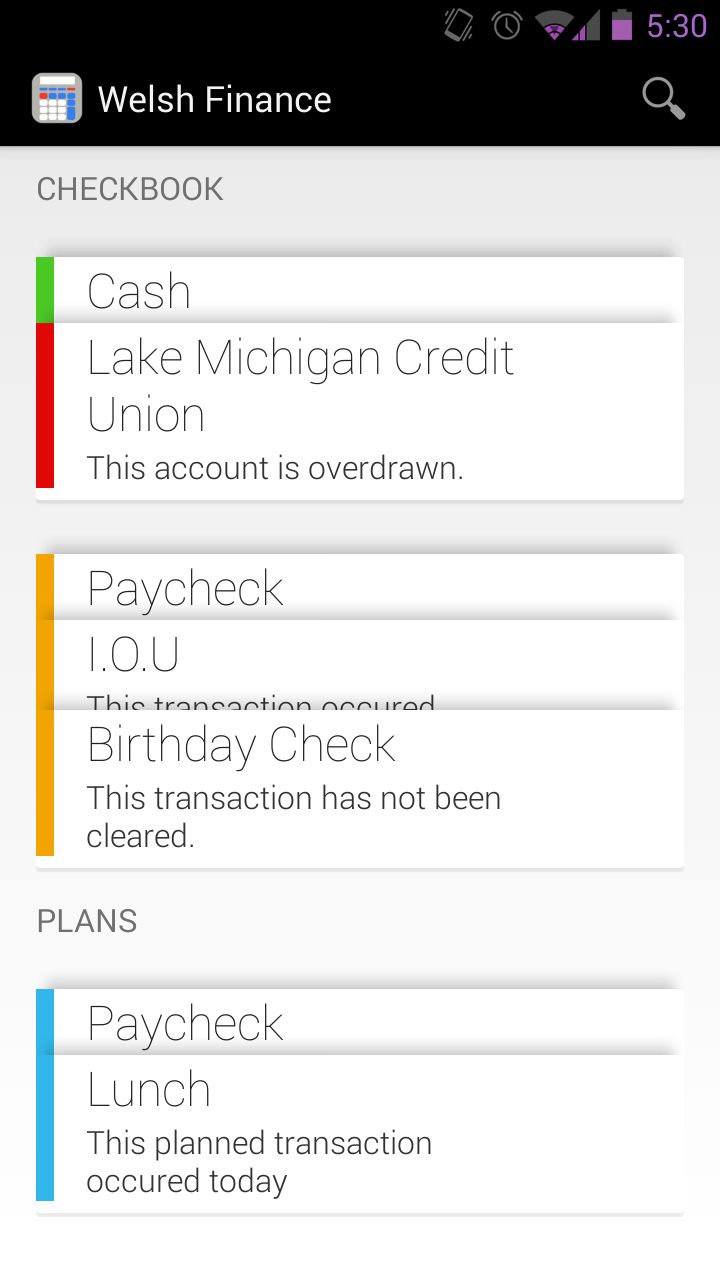 5:30
Welsh Finance
CHECKBOOK
Cash
Lake Michigan Credit
Union
This account is overdrawn.
Paycheck
I.O.U
This transaction occured
Birthday Check
This transaction has not been
cleared.
PLANS
Paycheck
Lunch
This planned transaction
occured today